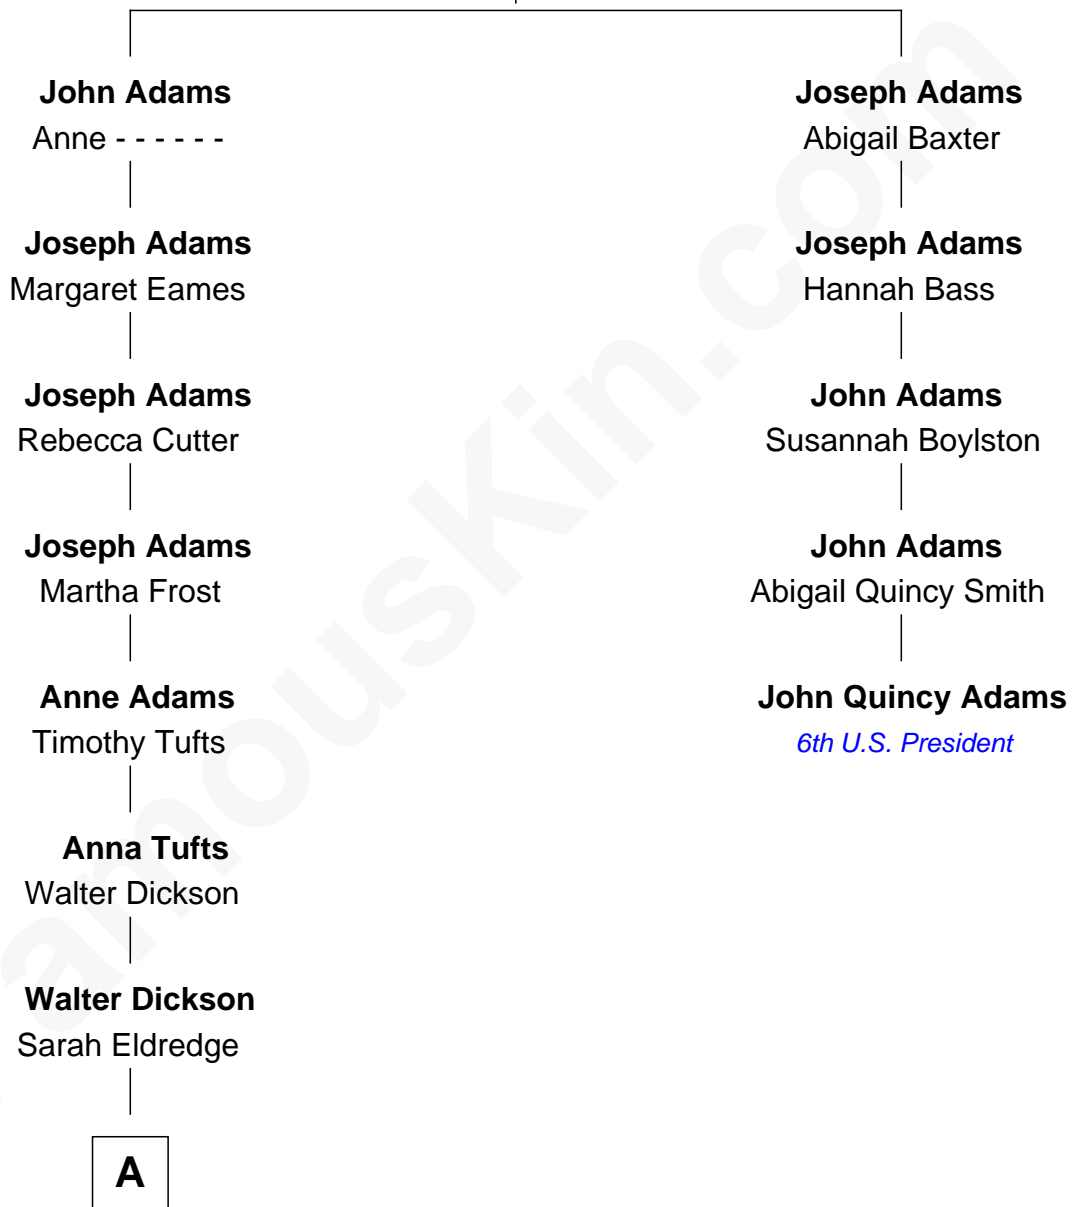 John Adams
Anne - - - - - -
Joseph Adams
Margaret Eames
Joseph Adams
Rebecca Cutter
Joseph Adams
Martha Frost
Anne Adams
Timothy Tufts
Anna Tufts
Walter Dickson
Walter Dickson
Sarah Eldredge
A
Joseph Adams
Abigail Baxter
Joseph Adams
Hannah Bass
John Adams
Susannah Boylston
John Adams
Abigail Quincy Smith
John Quincy Adams
6th U.S. President
FamousKin.com